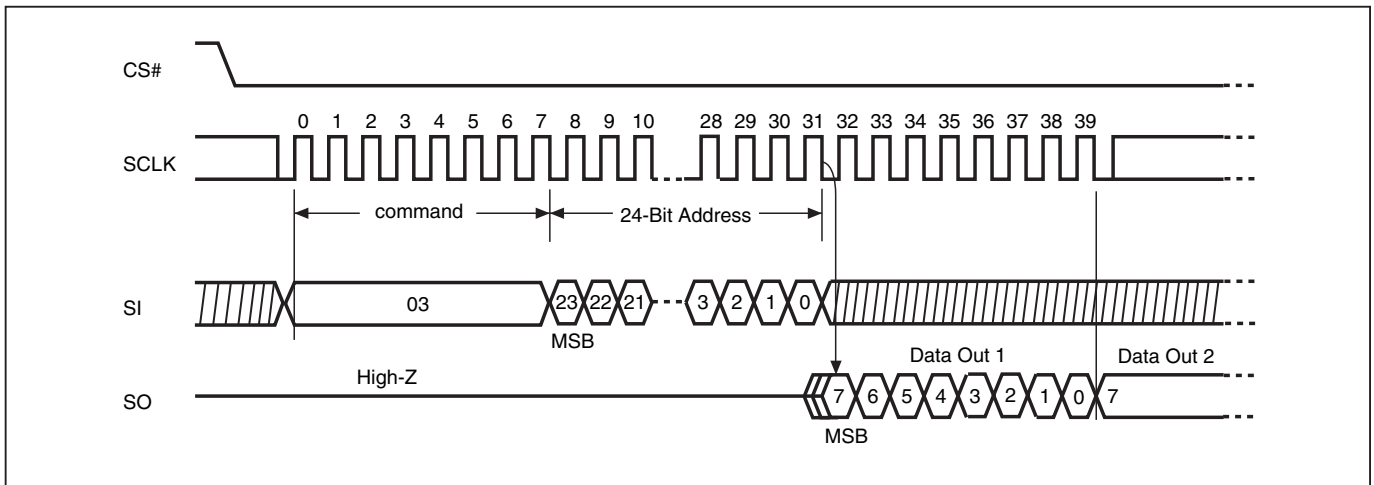 CS#
0 1 2 3 4 5 6 7 8 9 10 28 29 30 31 32 33 34 35 36 37 38 39
SCLK
command
24-Bit Address
SI
03 23 22 21 3 2 1 0
MSB
Data Out 1
Data Out 2
High-Z
SO
7 6 5 4 3 2 1 0 7
MSB